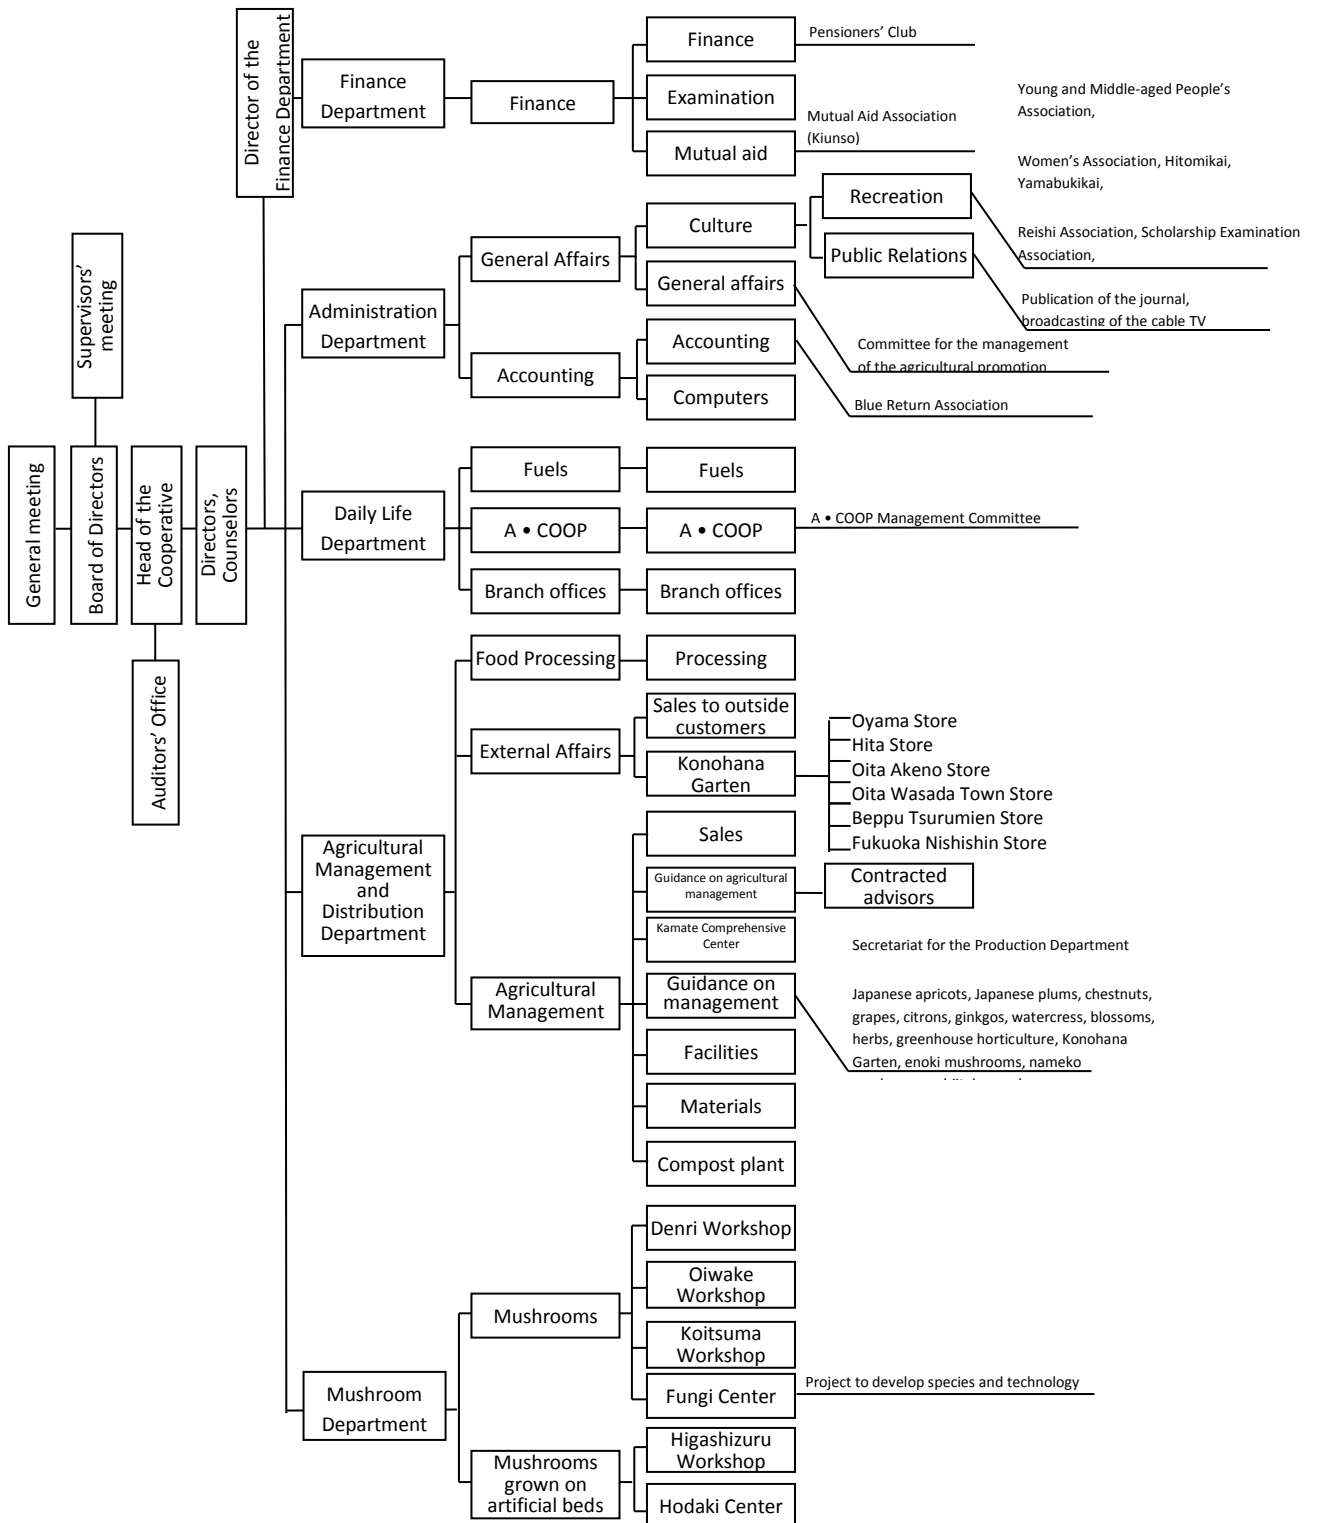 Director of the
Finance Department
Finance
Department
Finance
Finance
Pensioners' Club
Examination
Mutual aid
Mutual Aid Association
(Kiunso)
Young and Middle-aged People's
Association,
Women's Association, Hitomikai,
Yamabukikai,
Reishi Association, Scholarship Examination
Association,
Supervisors'
meeting
Administration
Department
General Affairs
Culture
Recreation
Public Relations
Publication of the journal,
broadcasting of the cable TV
General affairs
Committee for the management
of the agricultural promotion
Accounting
Accounting
Blue Return Association
Computers
General meeting
Board of Directors
Head of the
Cooperative
Directors,
Counselors
Auditors' Office
Daily Life
Department
Fuels
Fuels
A • COOP
A • COOP
A • COOP Management Committee
Branch offices
Branch offices
Agricultural
Management
and
Distribution
Department
Food Processing
Processing
External Affairs
Sales to outside
customers
Konohana
Garten
Oyama Store
Hita Store
Oita Akeno Store
Oita Wasada Town Store
Beppu Tsurumien Store
Fukuoka Nishishin Store
Agricultural
Management
Sales
Guidance on agricultural
management
Contracted
advisors
Kamate Comprehensive
Center
Guidance on
management
Secretariat for the Production Department
Japanese apricots, Japanese plums, chestnuts,
grapes, citrons, ginkgos, watercress, blossoms,
herbs, greenhouse horticulture, Konohana
Garten, enoki mushrooms, nameko
Facilities
Materials
Compost plant
Mushroom
Department
Mushrooms
Denri Workshop
Oiwake
Workshop
Koitsuma
Workshop
Fungi Center
Project to develop species and technology
Mushrooms
grown on
artificial beds
Higashizuru
Workshop
Hodaki Center